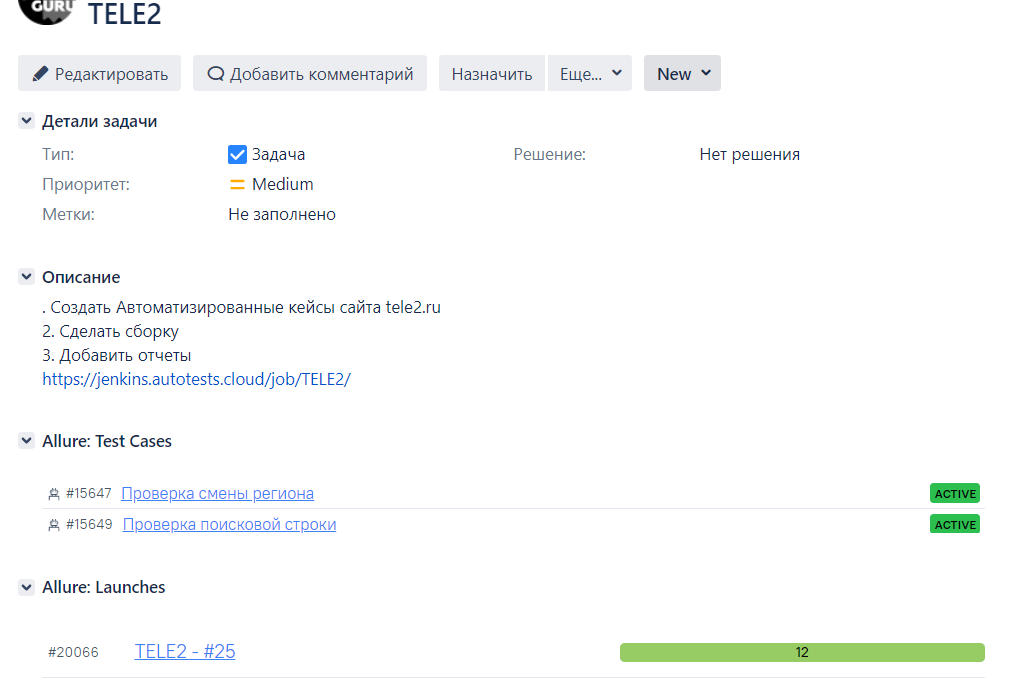 GURU
TELE2
Редактировать Добавить комментарий Назначить Еще... New
Детали задачи
Тип: Задача Решение: Нет решения
Приоритет: Medium
Метки: Не заполнено
Описание
. Создать Автоматизированные кейсы сайта tele2.ru
2. Сделать сборку
3. Добавить отчеты
https://jenkins.autotests.cloud/job/TELE2/
Allure: Test Cases
#15647 Проверка смены региона ACTIVE
#15649 Проверка поисковой строки ACTIVE
Allure: Launches
#20066 TELE2 - #25 12